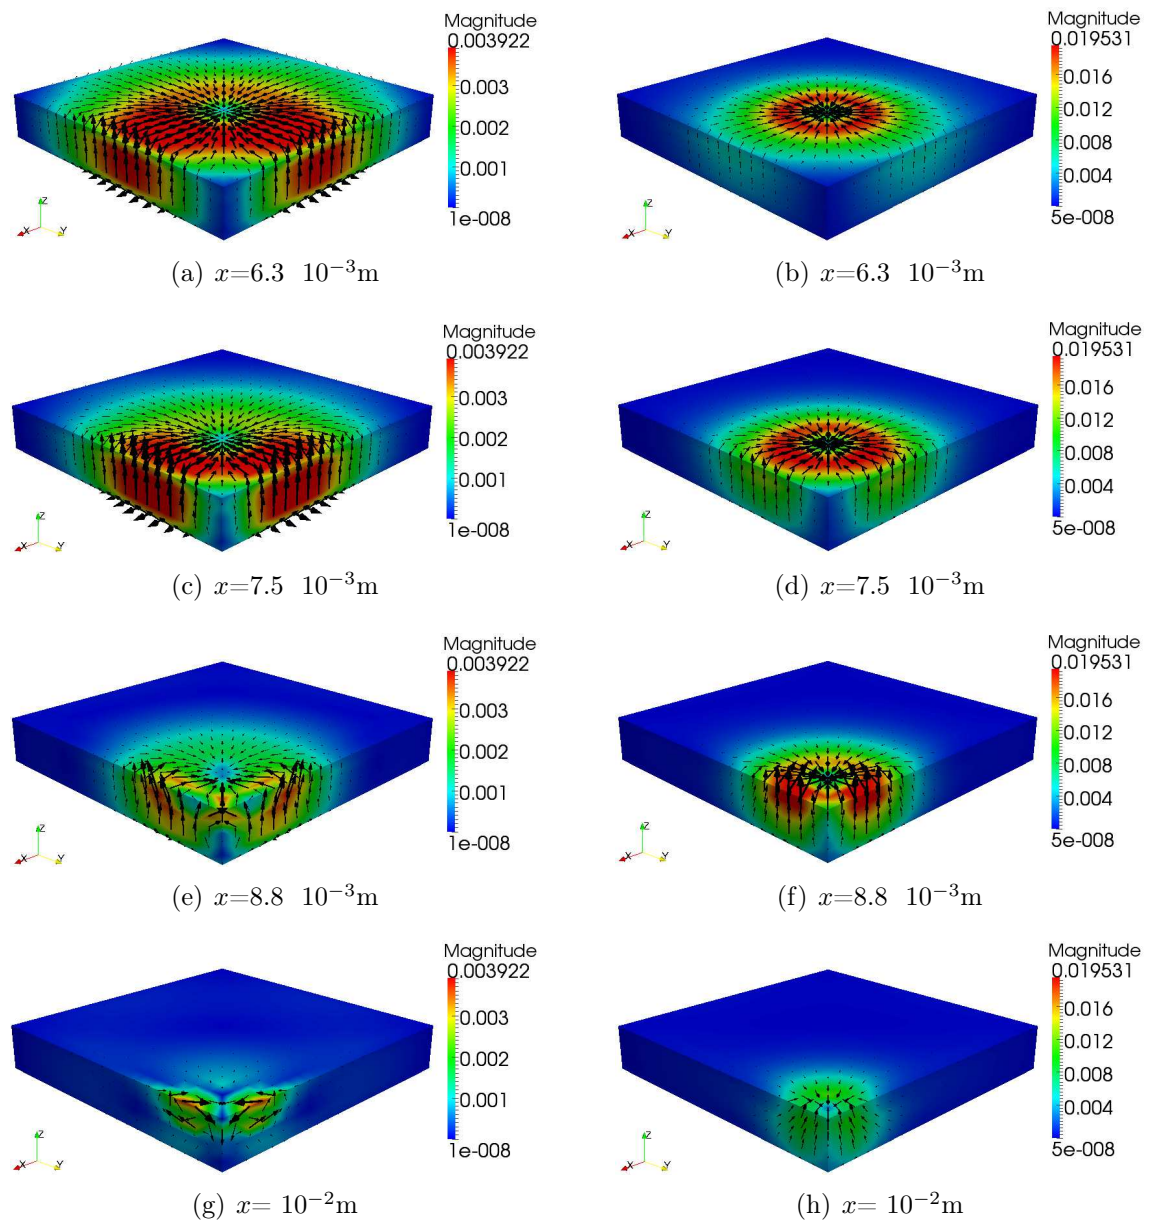 Magnitude
0.003922
0.003
0.002
0.001
1e-008
Z
X
Y
(a) x=6.3 10⁻³m
Magnitude
0.019531
0.016
0.012
0.008
0.004
5e-008
Z
X
Y
(b) x=6.3 10⁻³m
Magnitude
0.003922
0.003
0.002
0.001
1e-008
Z
X
Y
(c) x=7.5 10⁻³m
Magnitude
0.019531
0.016
0.012
0.008
0.004
5e-008
Z
X
Y
(d) x=7.5 10⁻³m
Magnitude
0.003922
0.003
0.002
0.001
1e-008
Z
X
Y
(e) x=8.8 10⁻³m
Magnitude
0.019531
0.016
0.012
0.008
0.004
5e-008
Z
X
Y
(f) x=8.8 10⁻³m
Magnitude
0.003922
0.003
0.002
0.001
1e-008
Z
X
Y
(g) x= 10⁻²m
Magnitude
0.019531
0.016
0.012
0.008
0.004
5e-008
Z
X
Y
(h) x= 10⁻²m